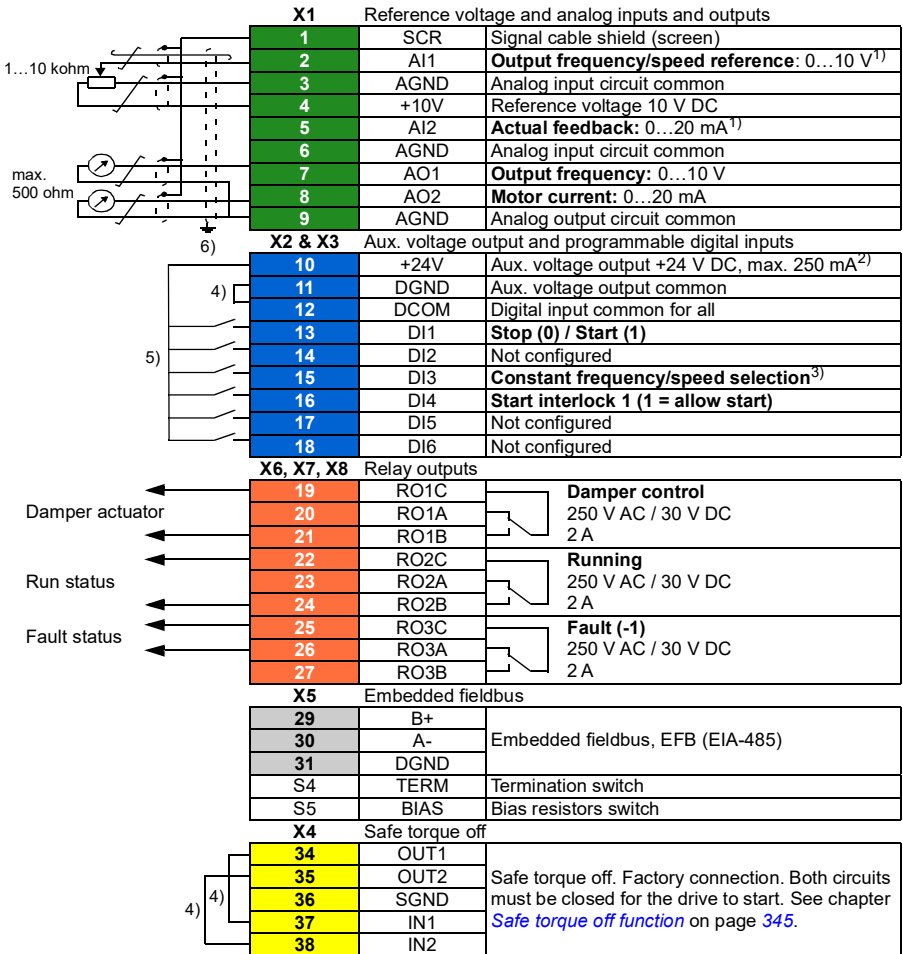 X1 Reference voltage and analog inputs and outputs
1 SCR Signal cable shield (screen)
2 AI1 Output frequency/speed reference: 0…10 V1)
1…10 kohm
3 AGND Analog input circuit common
4 +10V Reference voltage 10 V DC
5 AI2 Actual feedback: 0…20 mA1)
6 AGND Analog input circuit common
7 AO1 Output frequency: 0…10 V
max.
500 ohm
8 AO2 Motor current: 0…20 mA
9 AGND Analog output circuit common
6)
X2 & X3 Aux. voltage output and programmable digital inputs
10 +24V Aux. voltage output +24 V DC, max. 250 mA2)
4)
11 DGND Aux. voltage output common
12 DCOM Digital input common for all
13 DI1 Stop (0) / Start (1)
5)
14 DI2 Not configured
15 DI3 Constant frequency/speed selection3)
16 DI4 Start interlock 1 (1 = allow start)
17 DI5 Not configured
18 DI6 Not configured
X6, X7, X8 Relay outputs
19 RO1C Damper control
Damper actuator
20 RO1A 250 V AC / 30 V DC
21 RO1B 2 A
22 RO2C Running
Run status
23 RO2A 250 V AC / 30 V DC
24 RO2B 2 A
Fault status
25 RO3C Fault (-1)
26 RO3A 250 V AC / 30 V DC
27 RO3B 2 A
X5 Embedded fieldbus
29 B+
30 A- Embedded fieldbus, EFB (EIA-485)
31 DGND
S4 TERM Termination switch
S5 BIAS Bias resistors switch
X4 Safe torque off
34 OUT1
35 OUT2 Safe torque off. Factory connection. Both circuits
36 SGND must be closed for the drive to start. See chapter
37 IN1 Safe torque off function on page 345.
38 IN2
4)
4)